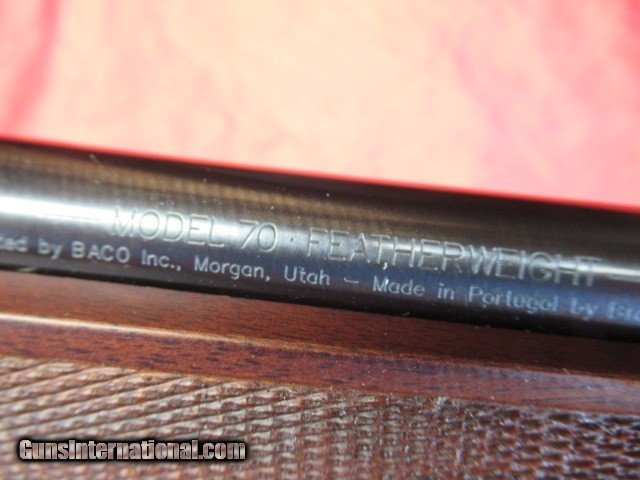 MODEL 70 FEATHERWEIGHT
by BACO Inc., Morgan, Utah - Made in Portugal by
GunsInternational.com